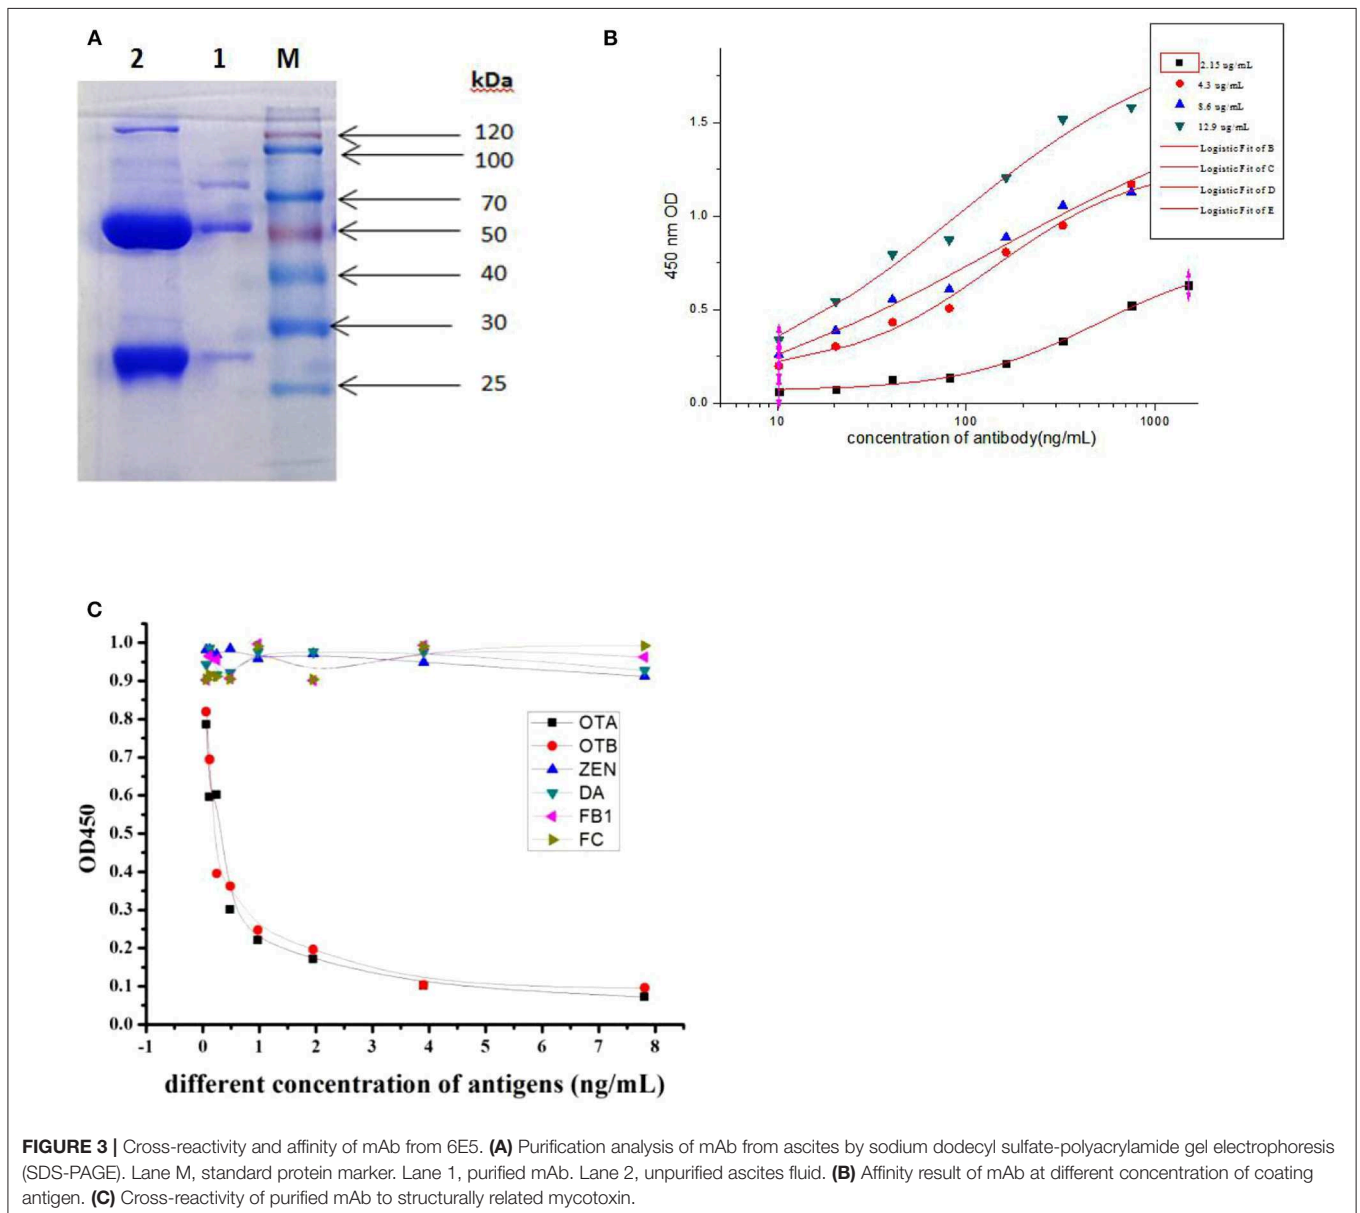 A
2 1 M
kDa
120
100
70
50
40
30
25
B
2.15 ug/mL
4.3 ug/mL
8.6 ug/mL
12.9 ug/mL
Logistic Fit of B
Logistic Fit of C
Logistic Fit of D
Logistic Fit of E
1.5
1.0
0.5
0.0
450 nm OD
10 100 1000
concentration of antibody(ng/mL)
C
1.0
0.9
0.8
0.7
0.6
0.5
0.4
0.3
0.2
0.1
0.0
OD450
OTA
OTB
ZEN
DA
FB1
FC
-1 0 1 2 3 4 5 6 7 8
different concentration of antigens (ng/mL)
FIGURE 3 | Cross-reactivity and affinity of mAb from 6E5. (A) Purification analysis of mAb from ascites by sodium dodecyl sulfate-polyacrylamide gel electrophoresis
(SDS-PAGE). Lane M, standard protein marker. Lane 1, purified mAb. Lane 2, unpurified ascites fluid. (B) Affinity result of mAb at different concentration of coating
antigen. (C) Cross-reactivity of purified mAb to structurally related mycotoxin.